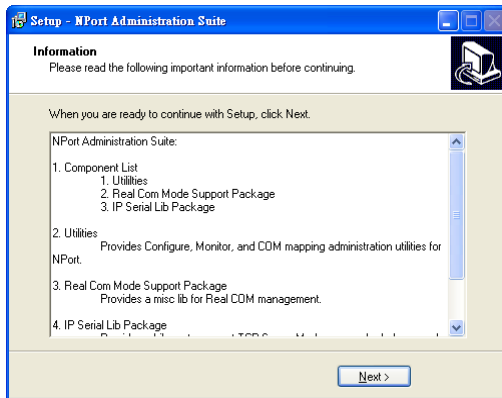 Setup - NPort Administration Suite
Information
Please read the following important information before continuing.
When you are ready to continue with Setup, click Next.
NPort Administration Suite:
1. Component List
1. Utililties
2. Real Com Mode Support Package
3. IP Serial Lib Package
2. Utilities
Provides Configure, Monitor, and COM mapping administration utilities for
NPort.
3. Real Com Mode Support Package
Provides a misc lib for Real COM management.
4. IP Serial Lib Package
Next >